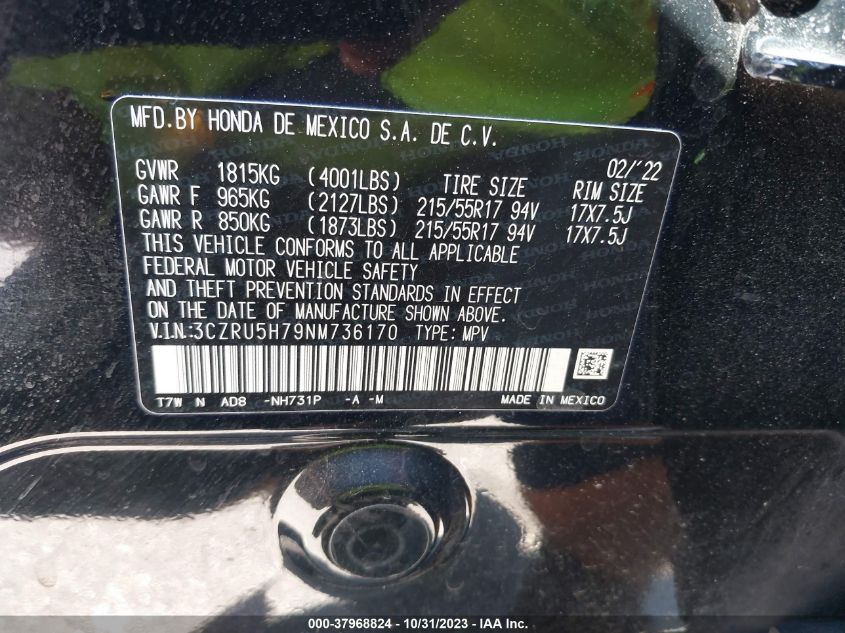 MFD.BY HONDA DE MEXICO S.A. DE C.V.
02/'22
GVWR 1815KG (4001LBS) TIRE SIZE RIM SIZE
GAWR F 965KG (2127LBS) 215/55R17 94V 17X7.5J
GAWR R 850KG (1873LBS) 215/55R17 94V 17X7.5J
THIS VEHICLE CONFORMS TO ALL APPLICABLE
FEDERAL MOTOR VEHICLE SAFETY
AND THEFT PREVENTION STANDARDS IN EFFECT
ON THE DATE OF MANUFACTURE SHOWN ABOVE.
V.I.N.:3CZRU5H79NM736170 TYPE: MPV
T7W N AD8 -NH731P -A -M MADE IN MEXICO
000-37968824 - 10/31/2023 - IAA Inc.